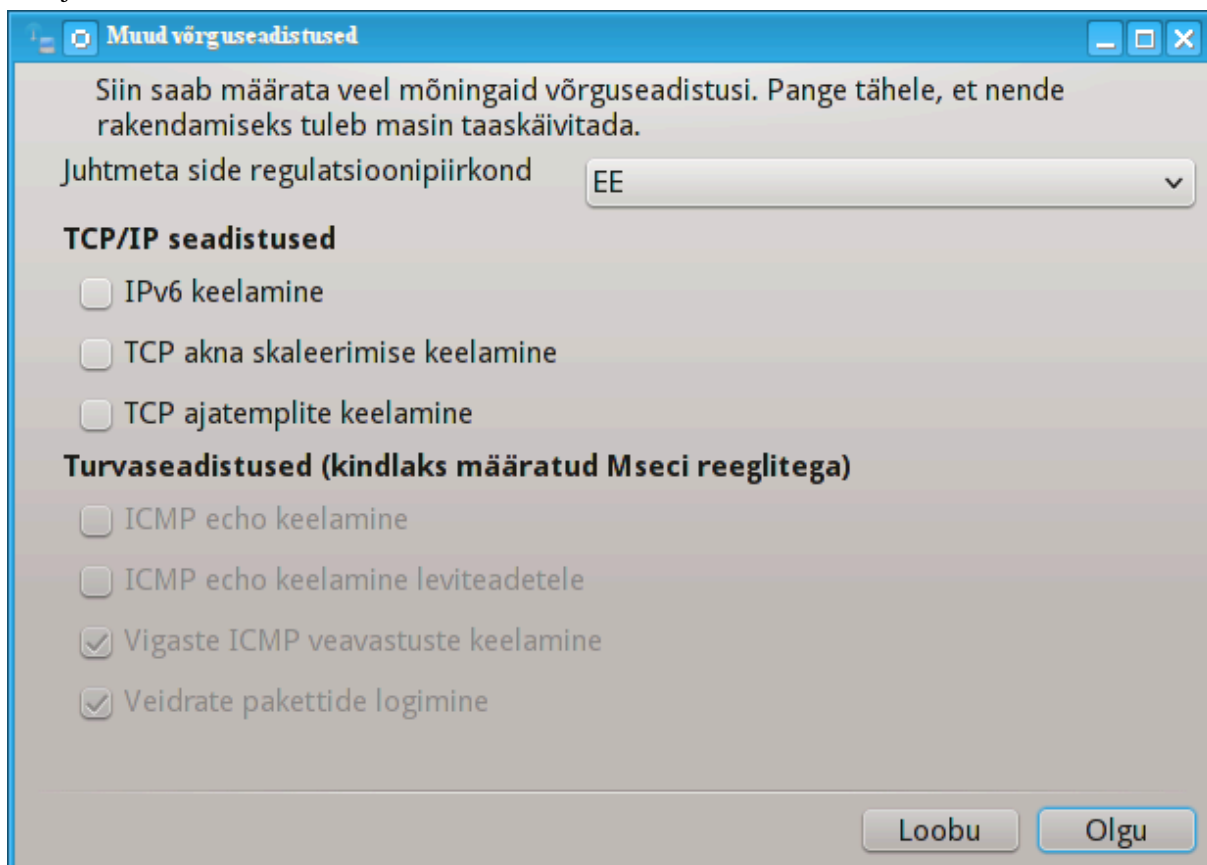 Muud võrguseadistused
Siin saab määrata veel mõningaid võrguseadistusi. Pange tähele, et nende
rakendamiseks tuleb masin taaskäivitada.
Juhtmeta side regulatsioonipiirkond EE
TCP/IP seadistused
IPv6 keelamine
TCP akna skaleerimise keelamine
TCP ajatemplite keelamine
Turvaseadistused (kindlaks määratud Mseci reeglitega)
ICMP echo keelamine
ICMP echo keelamine leviteadetele
Vigaste ICMP veavastuste keelamine
Veidrate pakettide logimine
Loobu Olgu